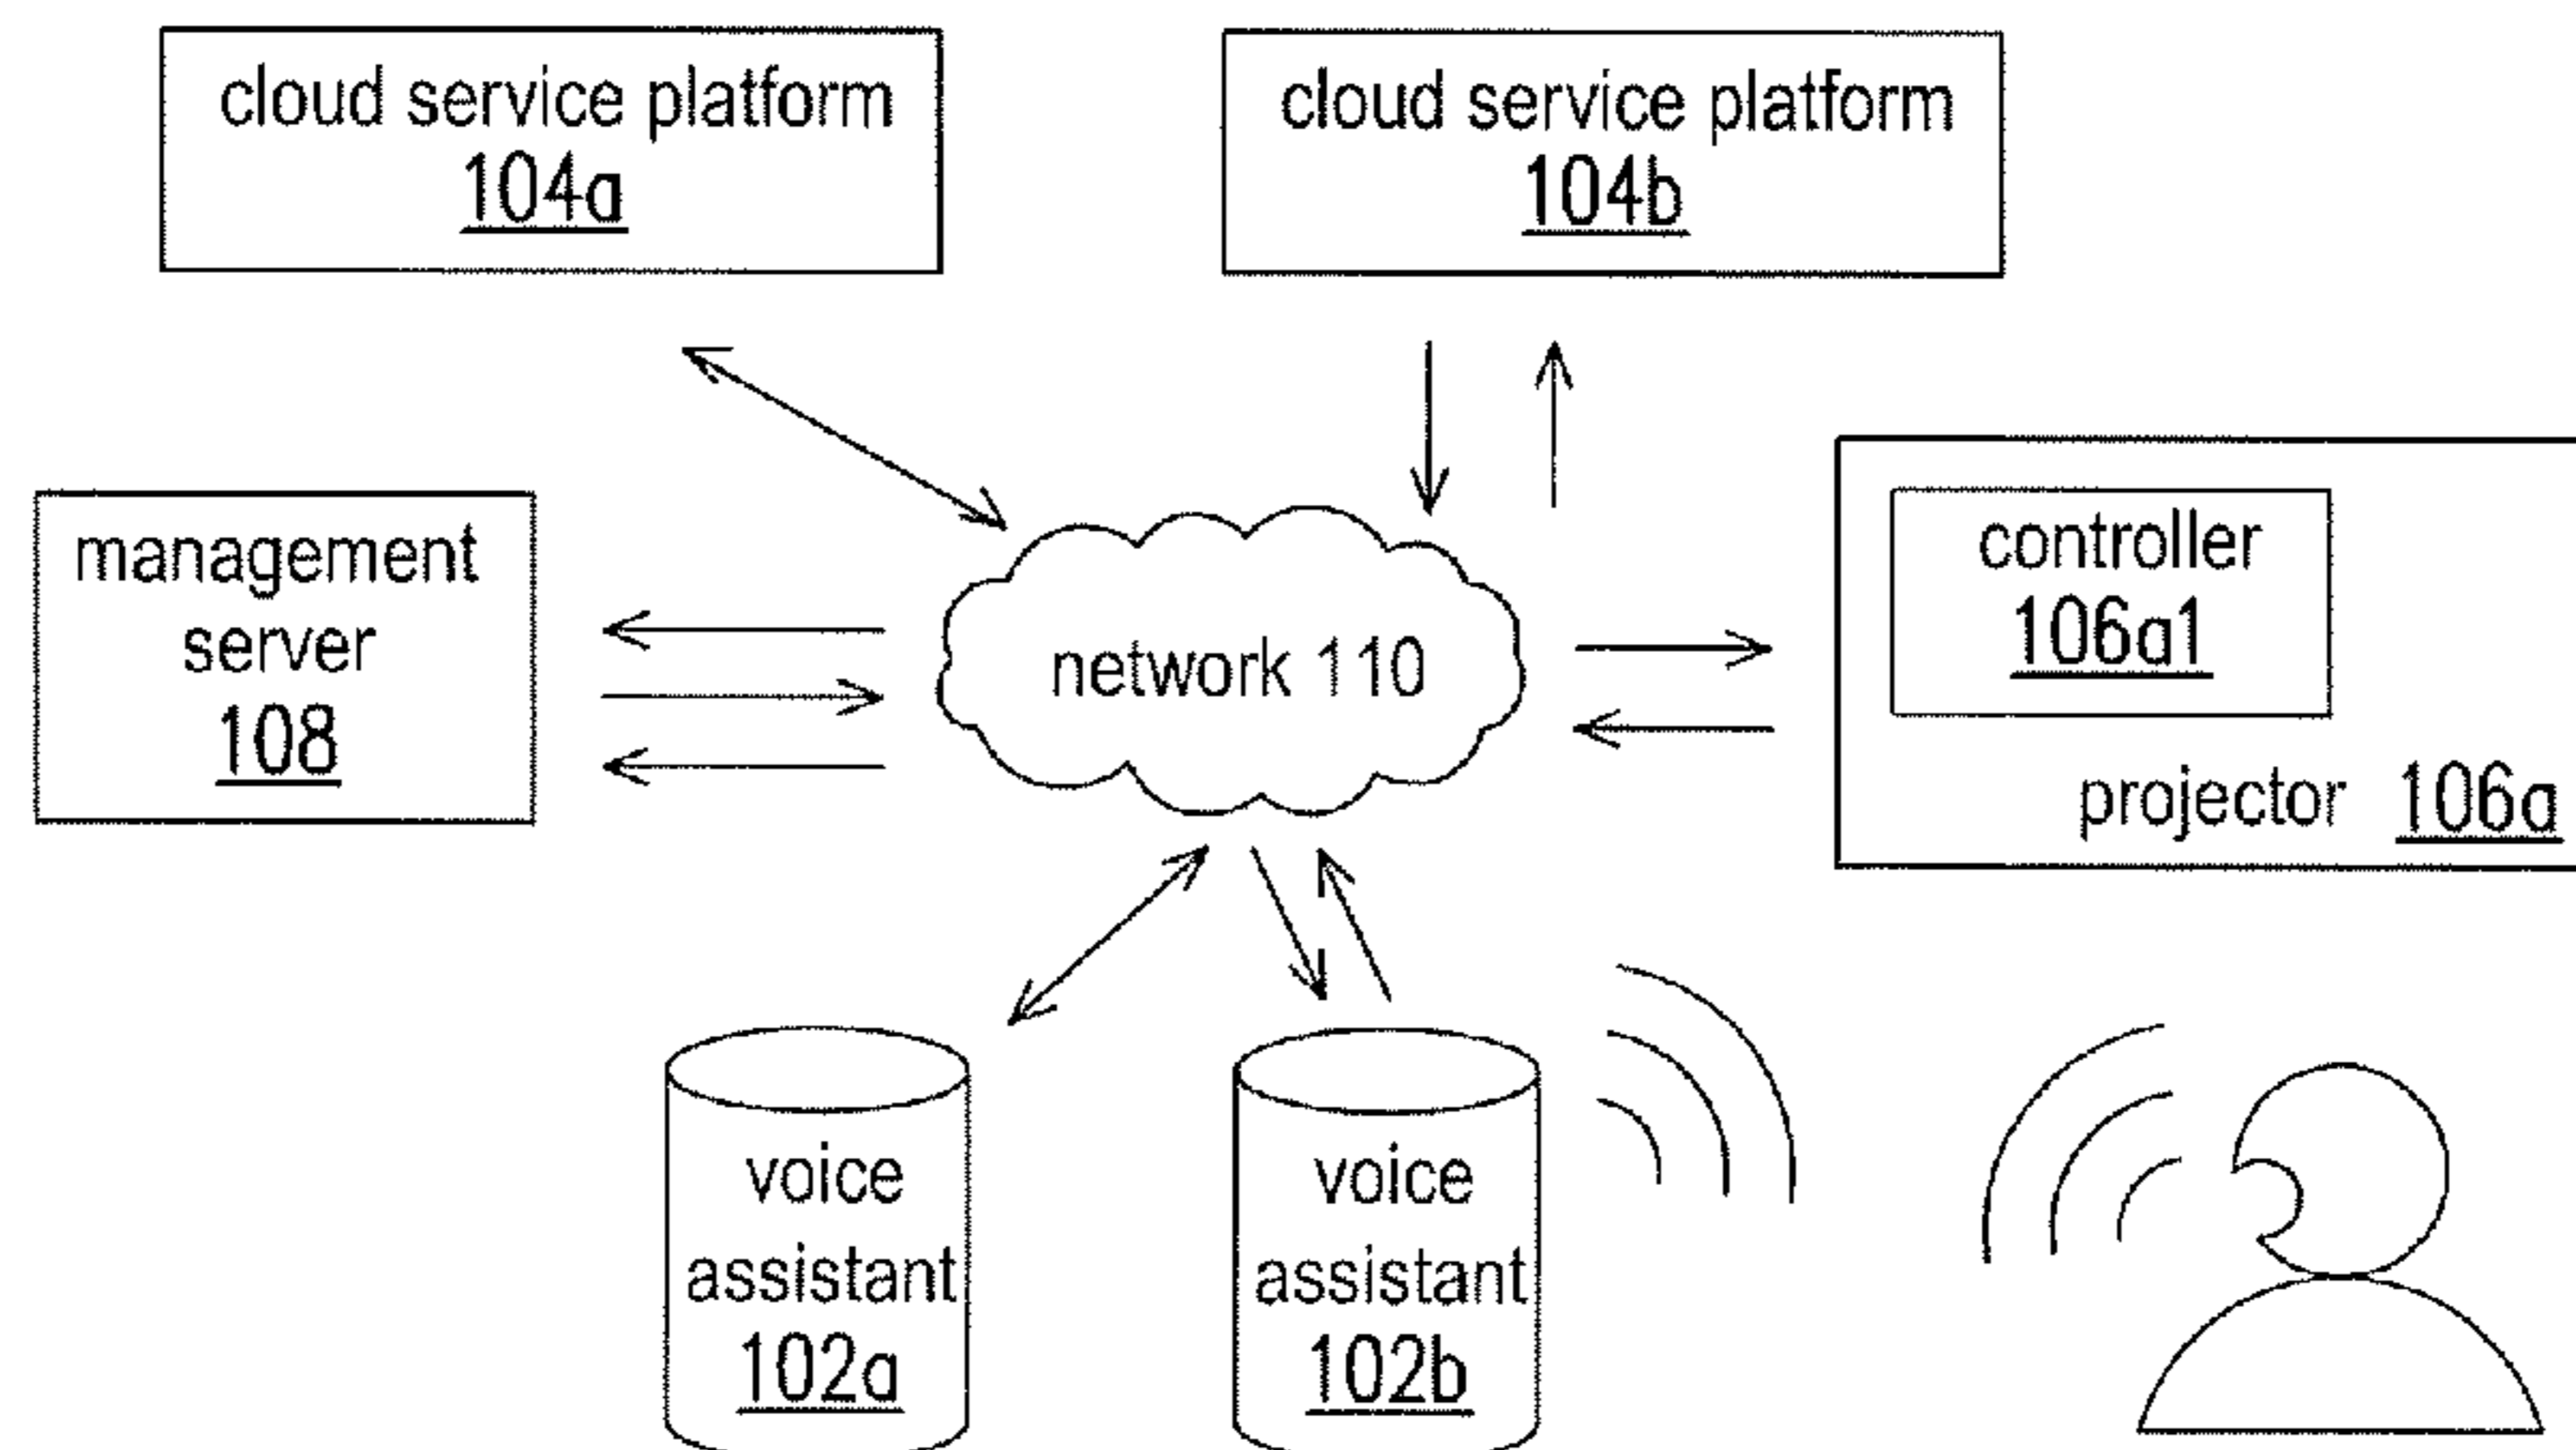 cloud service platform
104a
cloud service platform
104b
management
server
108
network 110
controller
106a1
projector 106a
voice
assistant
102a
voice
assistant
102b